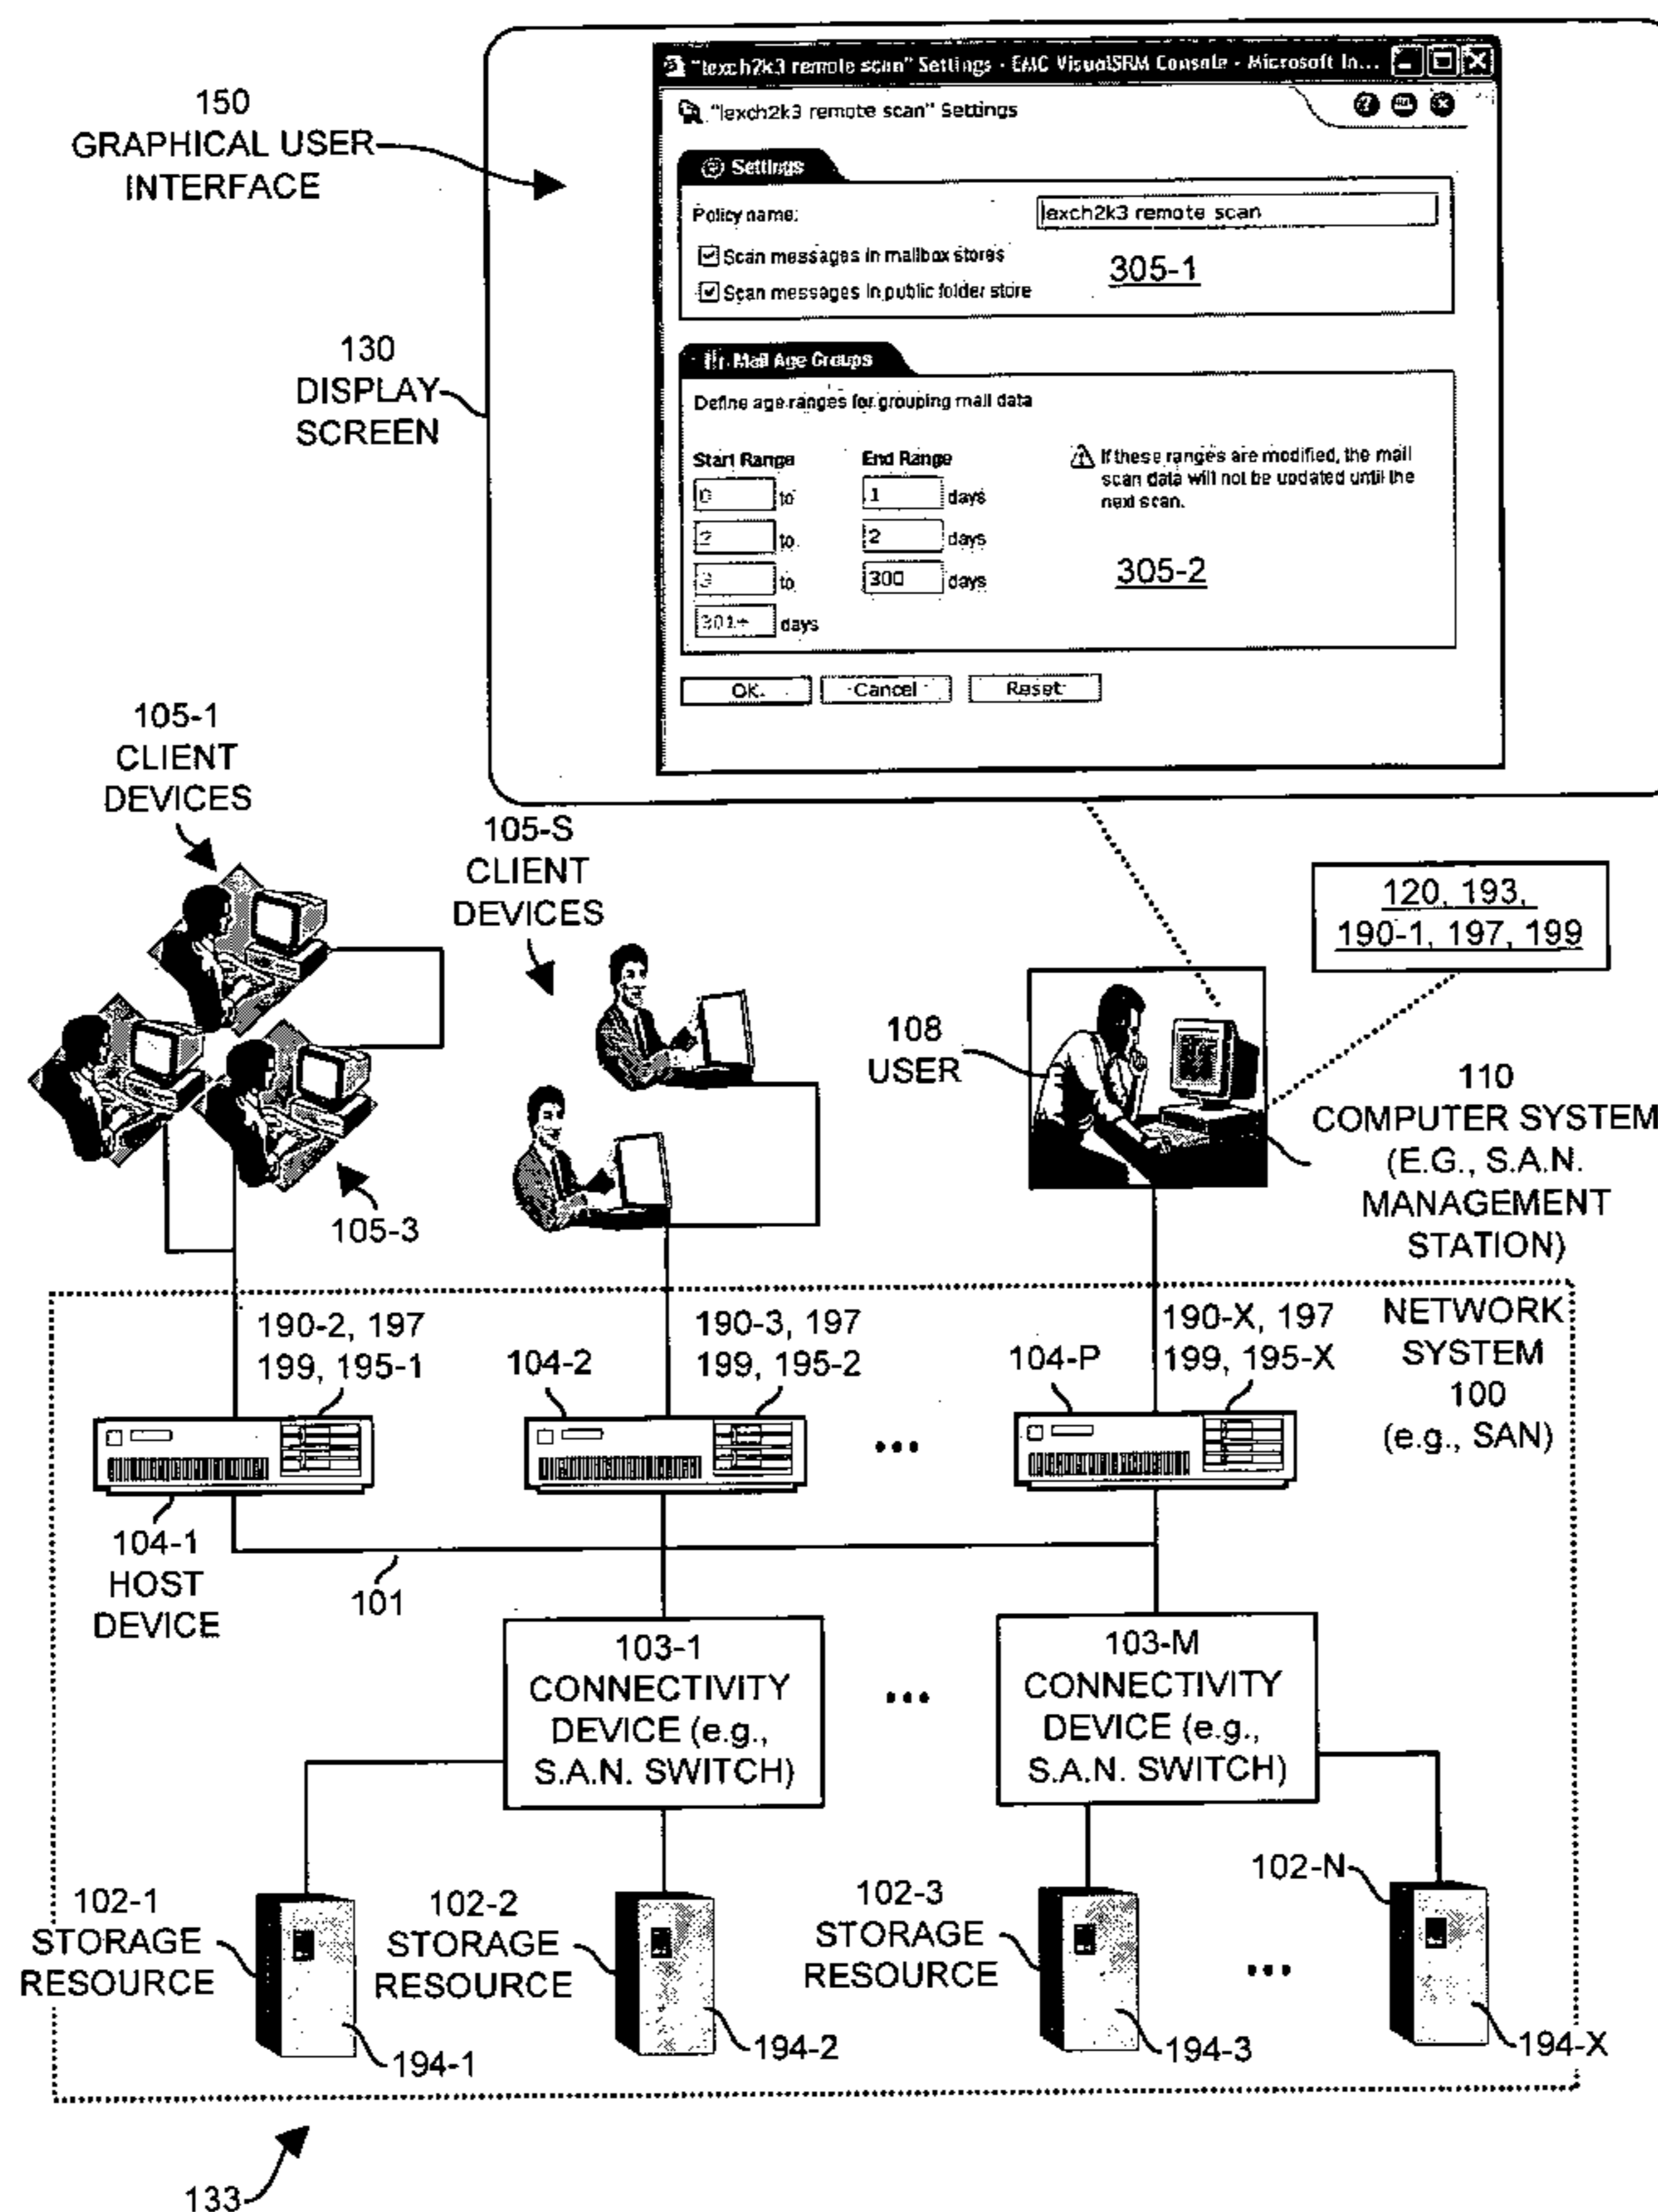 150
GRAPHICAL USER
INTERFACE
"lexch2k3 remote scan" Settings - EMC VisualSRM Console - Microsoft In...
"lexch2k3 remote scan" Settings
Settings
Policy name:
lexch2k3 remote scan
Scan messages in mailbox stores
Scan messages in public folder store
305-1
130
DISPLAY
SCREEN
Mail Age Groups
Define age ranges for grouping mail data
Start Range
End Range
If these ranges are modified, the mail
scan data will not be updated until the
next scan.
0 to 1 days
2 to 2 days
3 to 300 days
301+ days
305-2
OK
Cancel
Reset
105-1
CLIENT
DEVICES
105-S
CLIENT
DEVICES
120, 193,
190-1, 197, 199
108
USER
110
COMPUTER SYSTEM
(E.G., S.A.N.
MANAGEMENT
STATION)
105-3
NETWORK
SYSTEM
100
(e.g., SAN)
190-2, 197
199, 195-1
104-2
190-3, 197
199, 195-2
104-P
190-X, 197
199, 195-X
...
104-1
HOST
DEVICE
101
103-1
CONNECTIVITY
DEVICE (e.g.,
S.A.N. SWITCH)
...
103-M
CONNECTIVITY
DEVICE (e.g.,
S.A.N. SWITCH)
102-1
STORAGE
RESOURCE
102-2
STORAGE
RESOURCE
102-3
STORAGE
RESOURCE
...
102-N
194-1
194-2
194-3
194-X
133